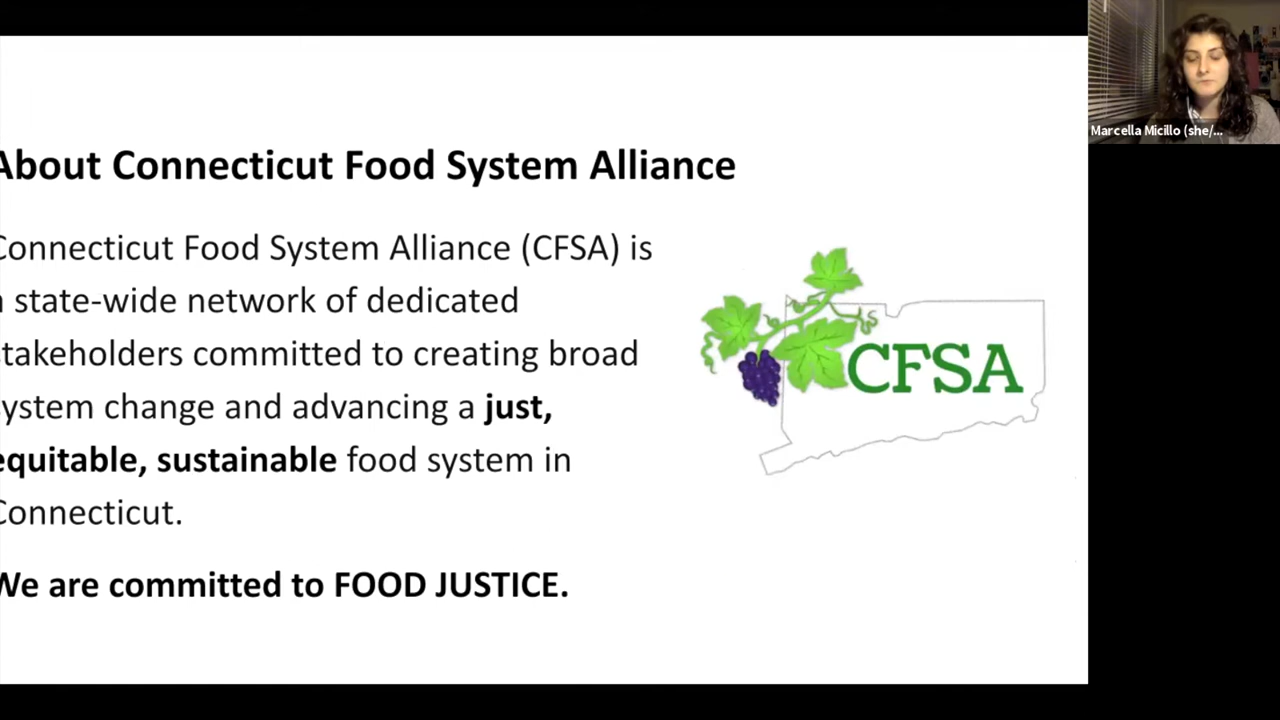 About Connecticut Food System Alliance
Connecticut Food System Alliance (CFSA) is
a state-wide network of dedicated
stakeholders committed to creating broad
system change and advancing a just,
equitable, sustainable food system in
Connecticut.
We are committed to FOOD JUSTICE.
CFSA
Marcella Micillo (she/...